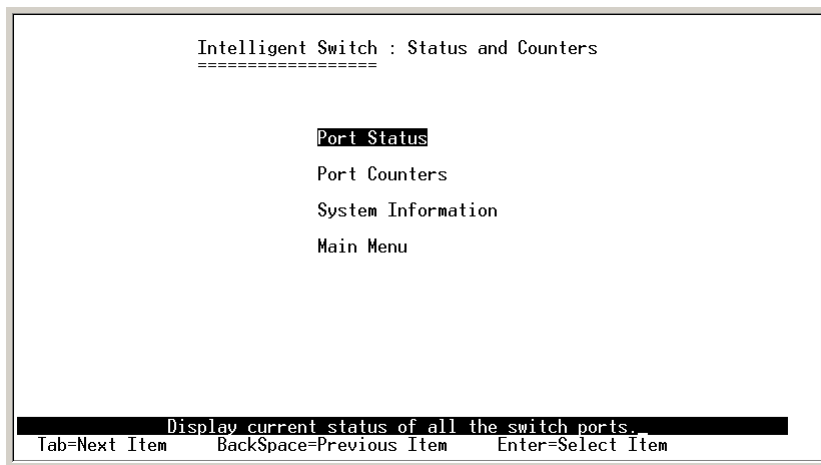 Intelligent Switch : Status and Counters
==================
Port Status
Port Counters
System Information
Main Menu
Display current status of all the switch ports._
Tab=Next Item BackSpace=Previous Item Enter=Select Item